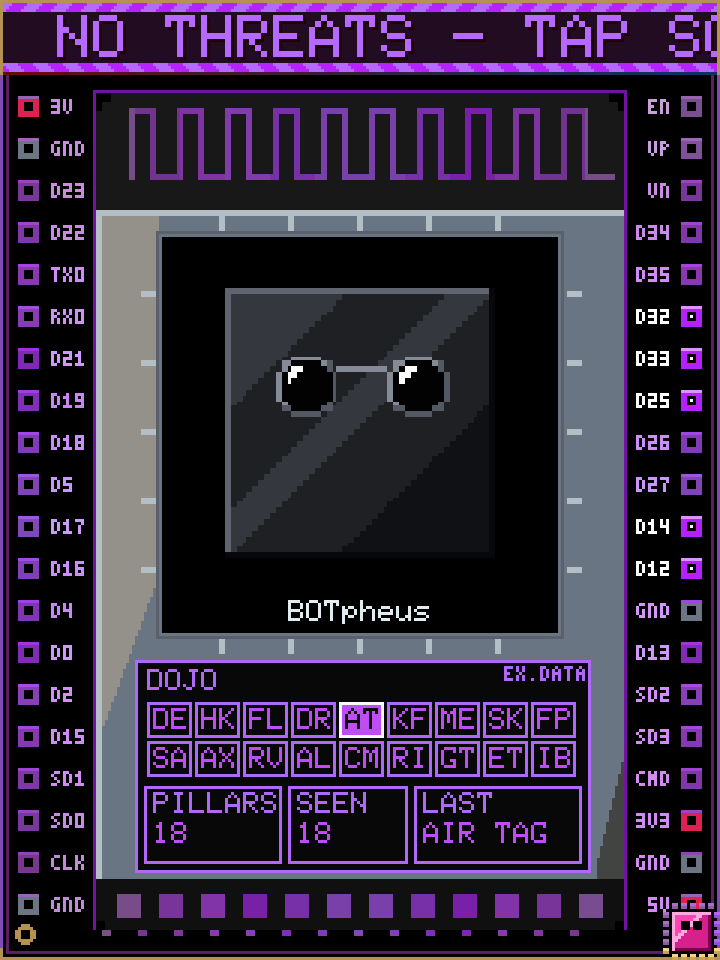 NO THREATS - TAP
3V
GND
D23
D22
TX0
RX0
D21
D19
D18
D5
D17
D16
D4
D0
D2
D15
SD1
SD0
CLK
GND
EN
VP
VN
D34
D35
D32
D33
D25
D26
D27
D14
D12
GND
D13
SD2
SD3
CMD
3V3
GND
5V
BOTpheus
DOJO EX.DATA
DE HK FL DR AT KF ME SK FP
SA AX RV AL CM RI GT ET IB
PILLARS SEEN LAST
18 18 AIR TAG